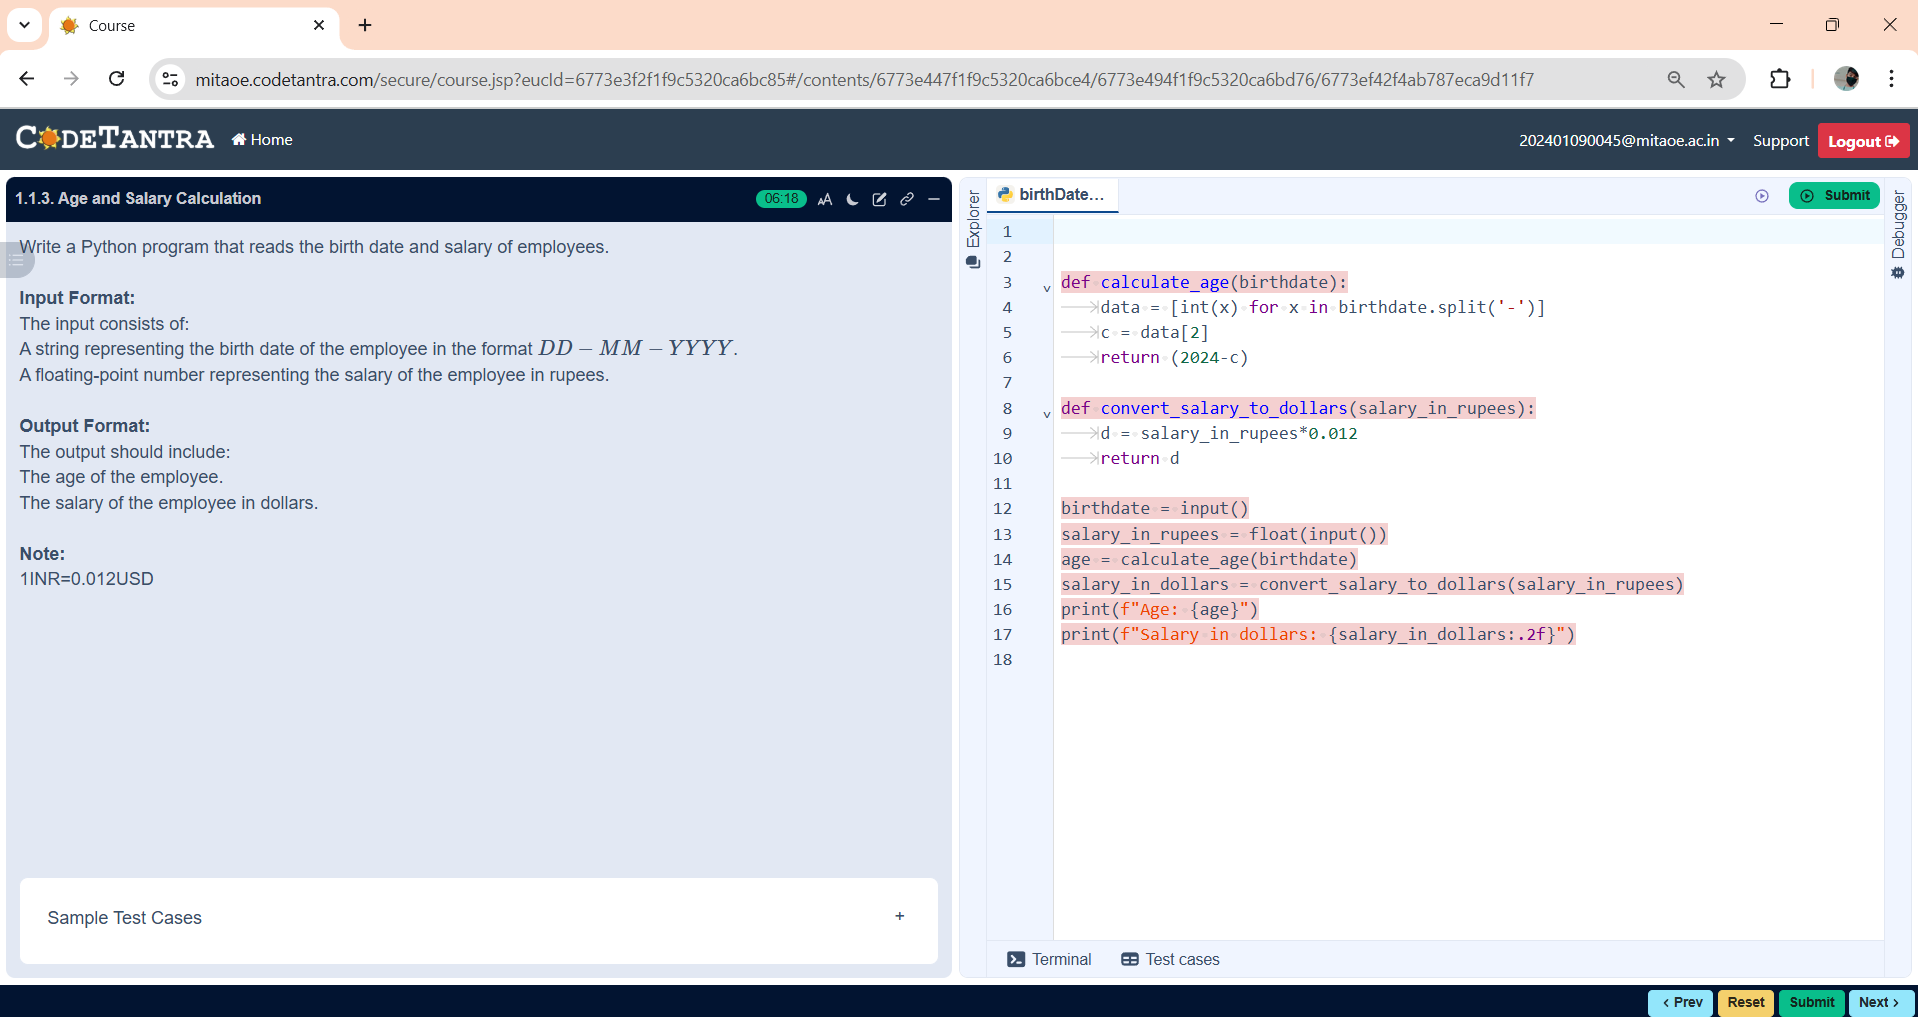 Course
mitaoe.codetantra.com/secure/course.jsp?eucId=6773e3f2f1f9c5320ca6bc85#/contents/6773e447f1f9c5320ca6bce4/6773e494f1f9c5320ca6bd76/6773ef42f4ab787eca9d11f7
CODETANTRA
Home
202401090045@mitaoe.ac.in
Support
Logout
1.1.3. Age and Salary Calculation
06:18
AA
Write a Python program that reads the birth date and salary of employees.
Input Format:
The input consists of:
A string representing the birth date of the employee in the format DD − MM − YYYY.
A floating-point number representing the salary of the employee in rupees.
Output Format:
The output should include:
The age of the employee.
The salary of the employee in dollars.
Note:
1INR=0.012USD
Sample Test Cases
+
Explorer
birthDate...
Submit
Debugger
1
2
3 def calculate_age(birthdate):
4 data = [int(x) for x in birthdate.split('-')]
5 c = data[2]
6 return (2024-c)
7
8 def convert_salary_to_dollars(salary_in_rupees):
9 d = salary_in_rupees*0.012
10 return d
11
12 birthdate = input()
13 salary_in_rupees = float(input())
14 age = calculate_age(birthdate)
15 salary_in_dollars = convert_salary_to_dollars(salary_in_rupees)
16 print(f"Age: {age}")
17 print(f"Salary in dollars: {salary_in_dollars:.2f}")
18
Terminal
Test cases
< Prev
Reset
Submit
Next >